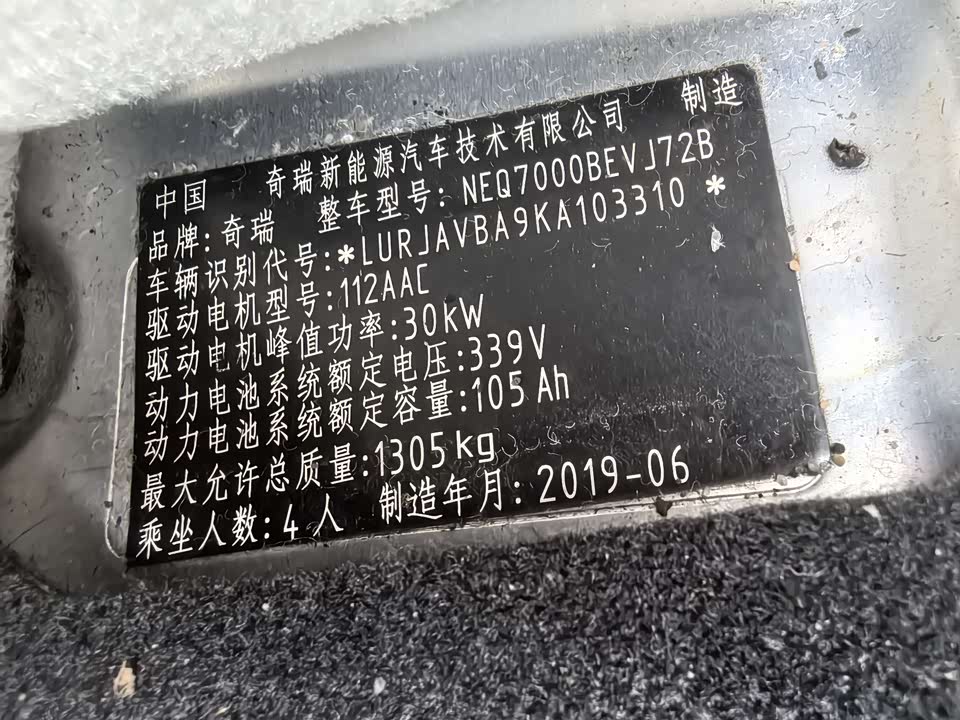 中国 奇瑞新能源汽车技术有限公司 制造
品牌:奇瑞 整车型号:NEQ7000BEVJ72B
车辆识别代号:*LURJAVBA9KA103310*
驱动电机型号:112AAC
驱动电机峰值功率:30kW
动力电池系统额定电压:339V
动力电池系统额定容量:105Ah
最大允许总质量:1305kg
乘坐人数:4人 制造年月:2019-06